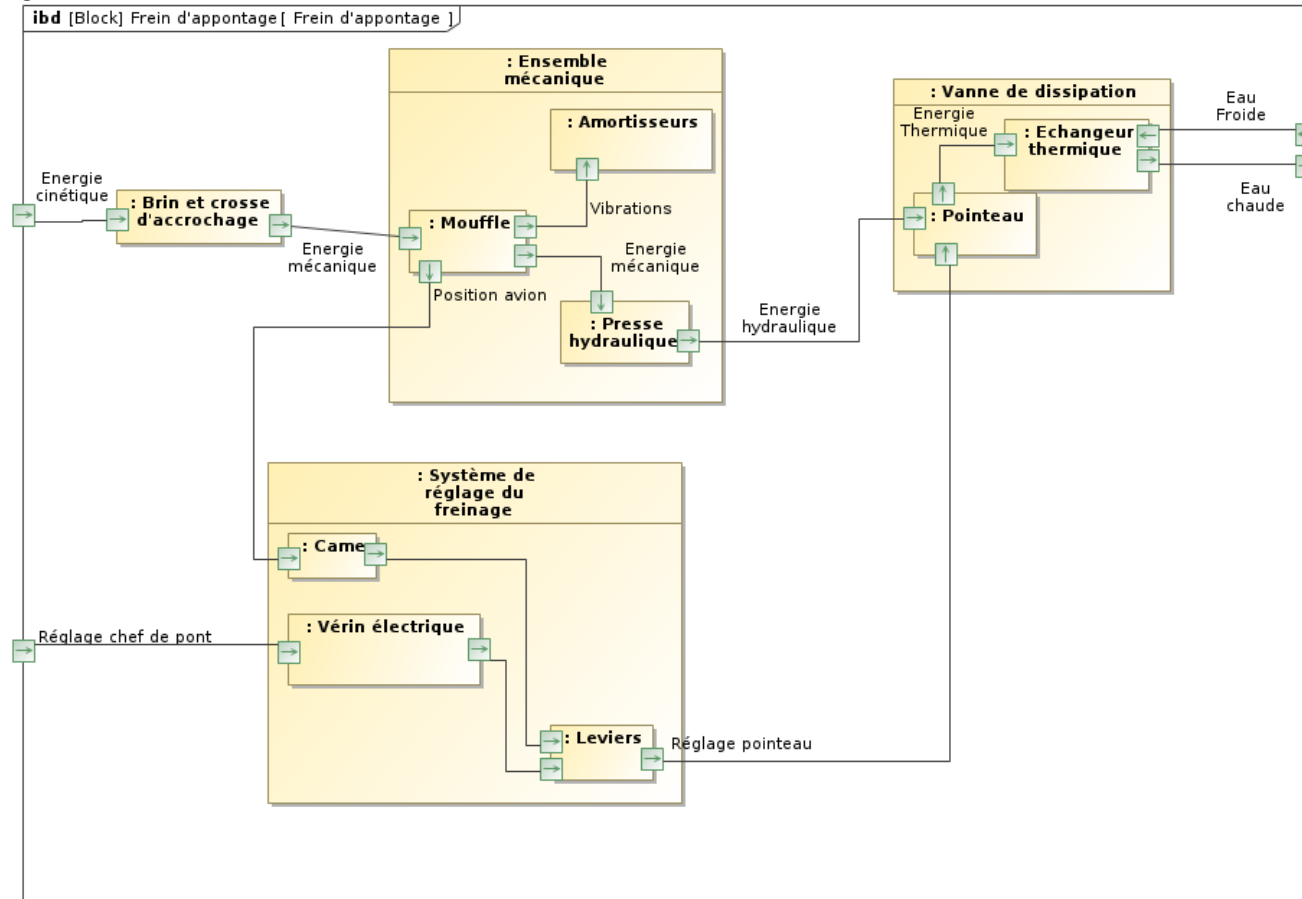 ibd [Block] Frein d'appontage[ Frein d'appontage ]
: Ensemble
mécanique
: Vanne de dissipation
Energie
Thermique
: Echangeur
thermique
Eau
Froide
Eau
chaude
: Amortisseurs
Energie
cinétique
: Brin et crosse
d'accrochage
Energie
mécanique
: Mouffle
Vibrations
Energie
mécanique
Position avion
: Presse
hydraulique
Energie
hydraulique
: Pointeau
: Système de
réglage du
freinage
: Came
Réglage chef de pont
: Vérin électrique
: Leviers
Réglage pointeau